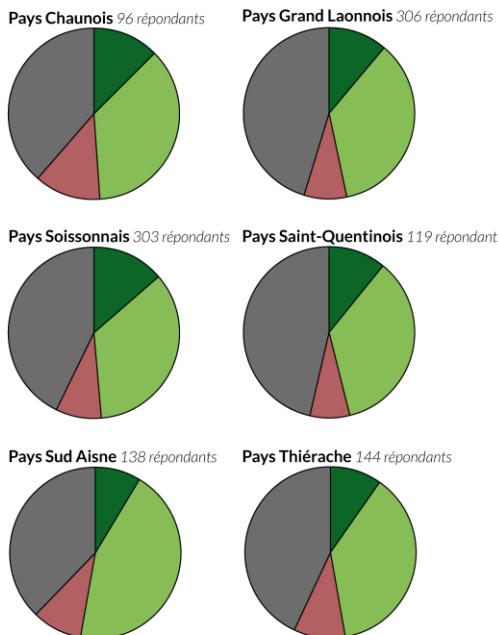 Pays Chaunois 96 répondants
Pays Grand Laonnois 306 répondants
Pays Soissonnais 303 répondants
Pays Saint-Quentinois 119 répondant
Pays Sud Aisne 138 répondants
Pays Thiérache 144 répondants